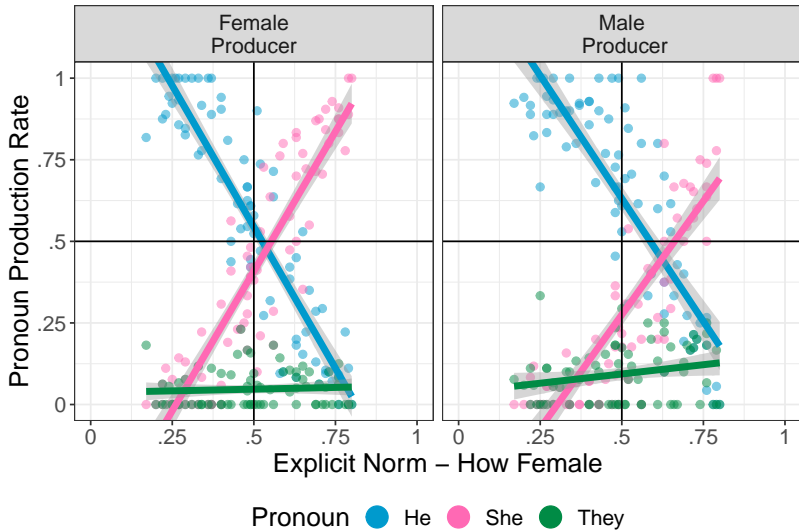 Female
Producer
Male
Producer
Pronoun Production Rate
1
.75
.5
.25
0
0
.25
.5
.75
1
0
.25
.5
.75
1
Explicit Norm − How Female
Pronoun He She They